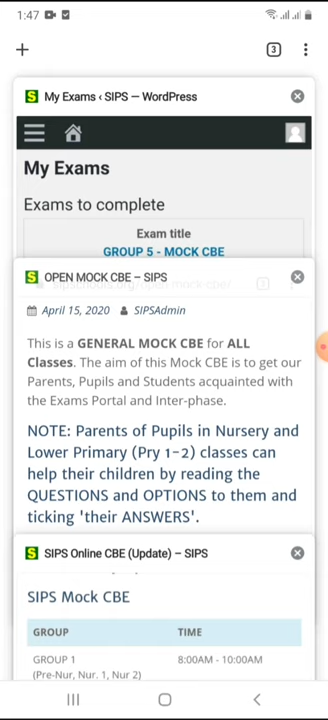 1:47
3
S My Exams ‹ SIPS — WordPress
My Exams
Exams to complete
Exam title
GROUP 5 - MOCK CBE
S OPEN MOCK CBE – SIPS
April 15, 2020 SIPSAdmin
This is a GENERAL MOCK CBE for ALL
Classes. The aim of this Mock CBE is to get our
Parents, Pupils and Students acquainted with
the Exams Portal and Inter-phase.
NOTE: Parents of Pupils in Nursery and
Lower Primary (Pry 1-2) classes can
help their children by reading the
QUESTIONS and OPTIONS to them and
ticking 'their ANSWERS'.
S SIPS Online CBE (Update) – SIPS
SIPS Mock CBE
GROUP TIME
GROUP 1 8:00AM - 10:00AM
(Pre-Nur, Nur. 1, Nur 2)